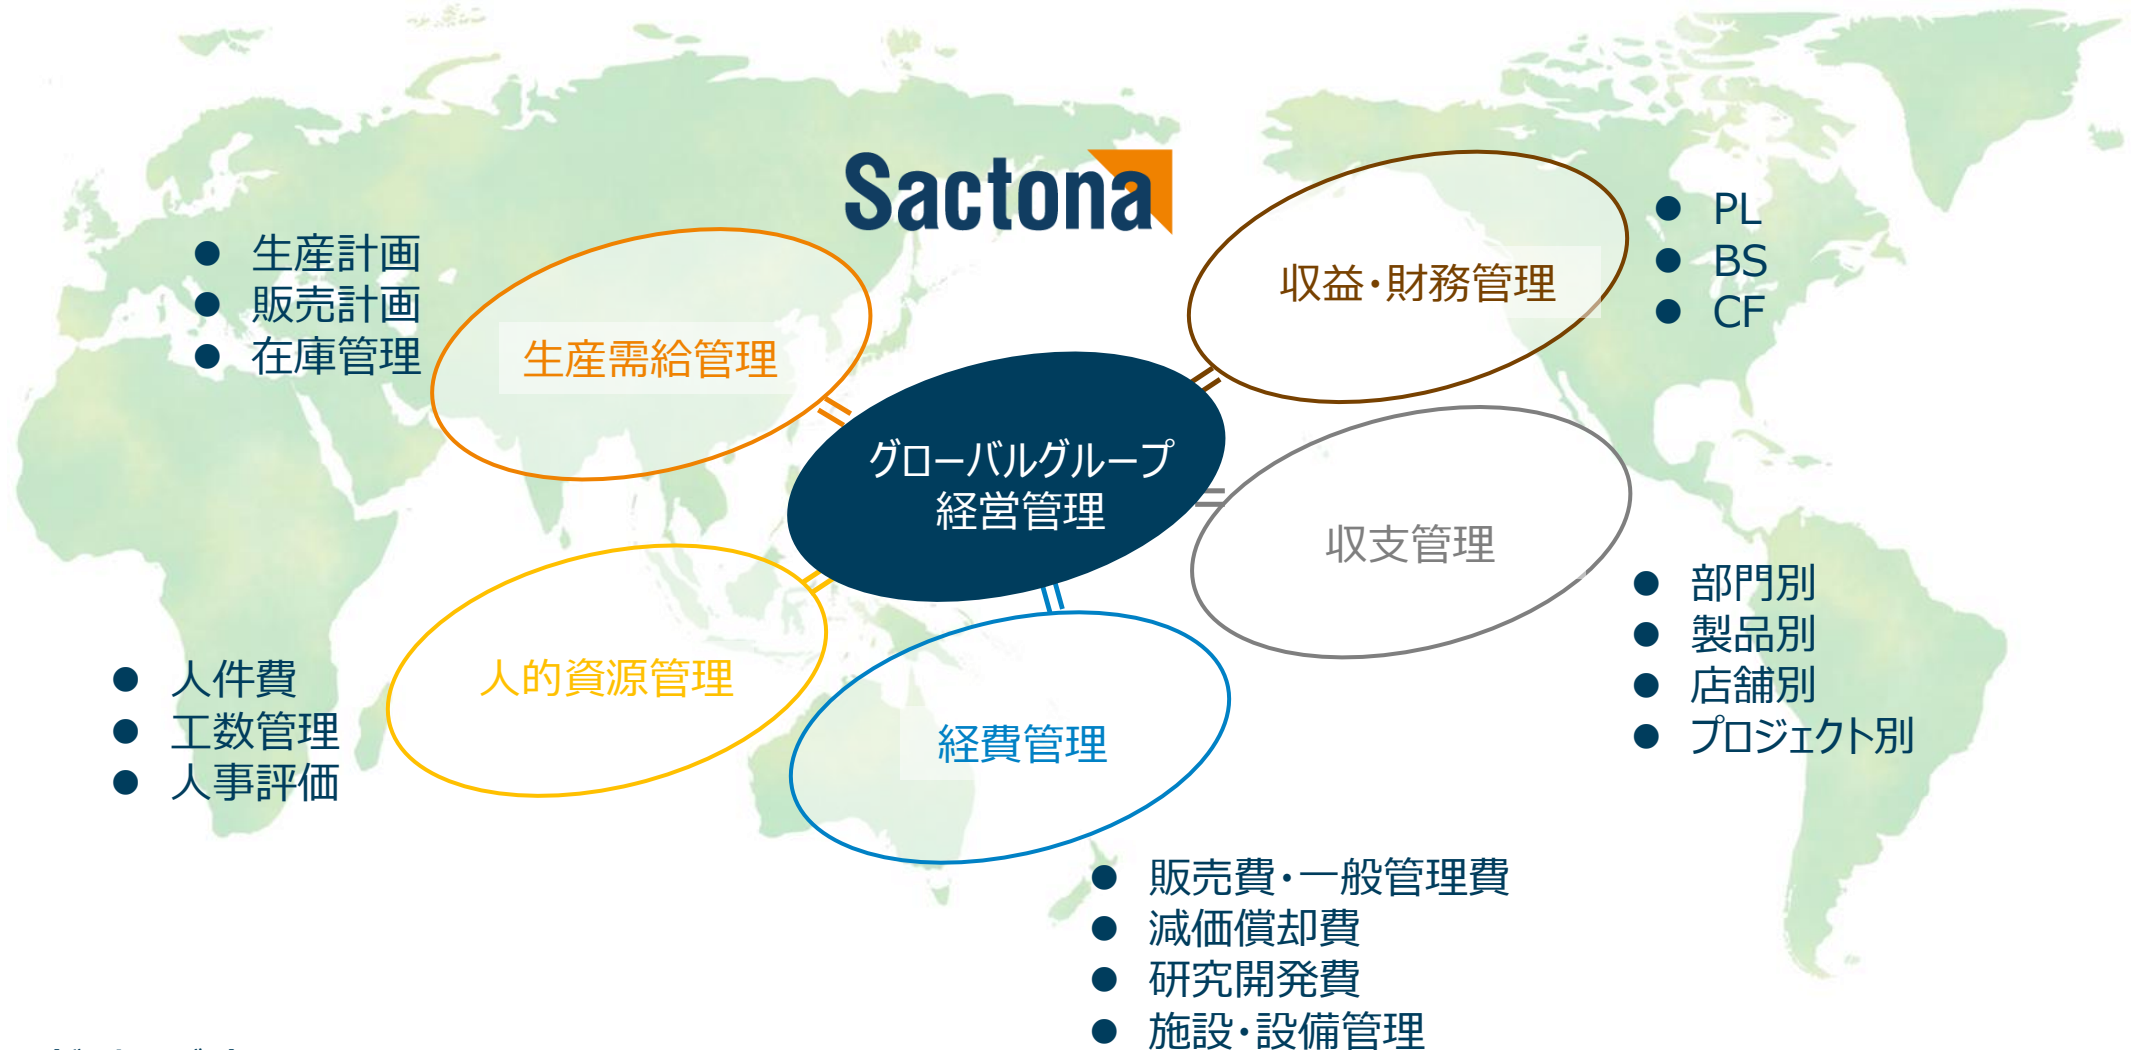 Sactona
生産計画
販売計画
在庫管理
生産需給管理
収益・財務管理
PL
BS
CF
グローバルグループ
経営管理
収支管理
部門別
製品別
店舗別
プロジェクト別
人的資源管理
人件費
工数管理
人事評価
経費管理
販売費・一般管理費
減価償却費
研究開発費
施設・設備管理